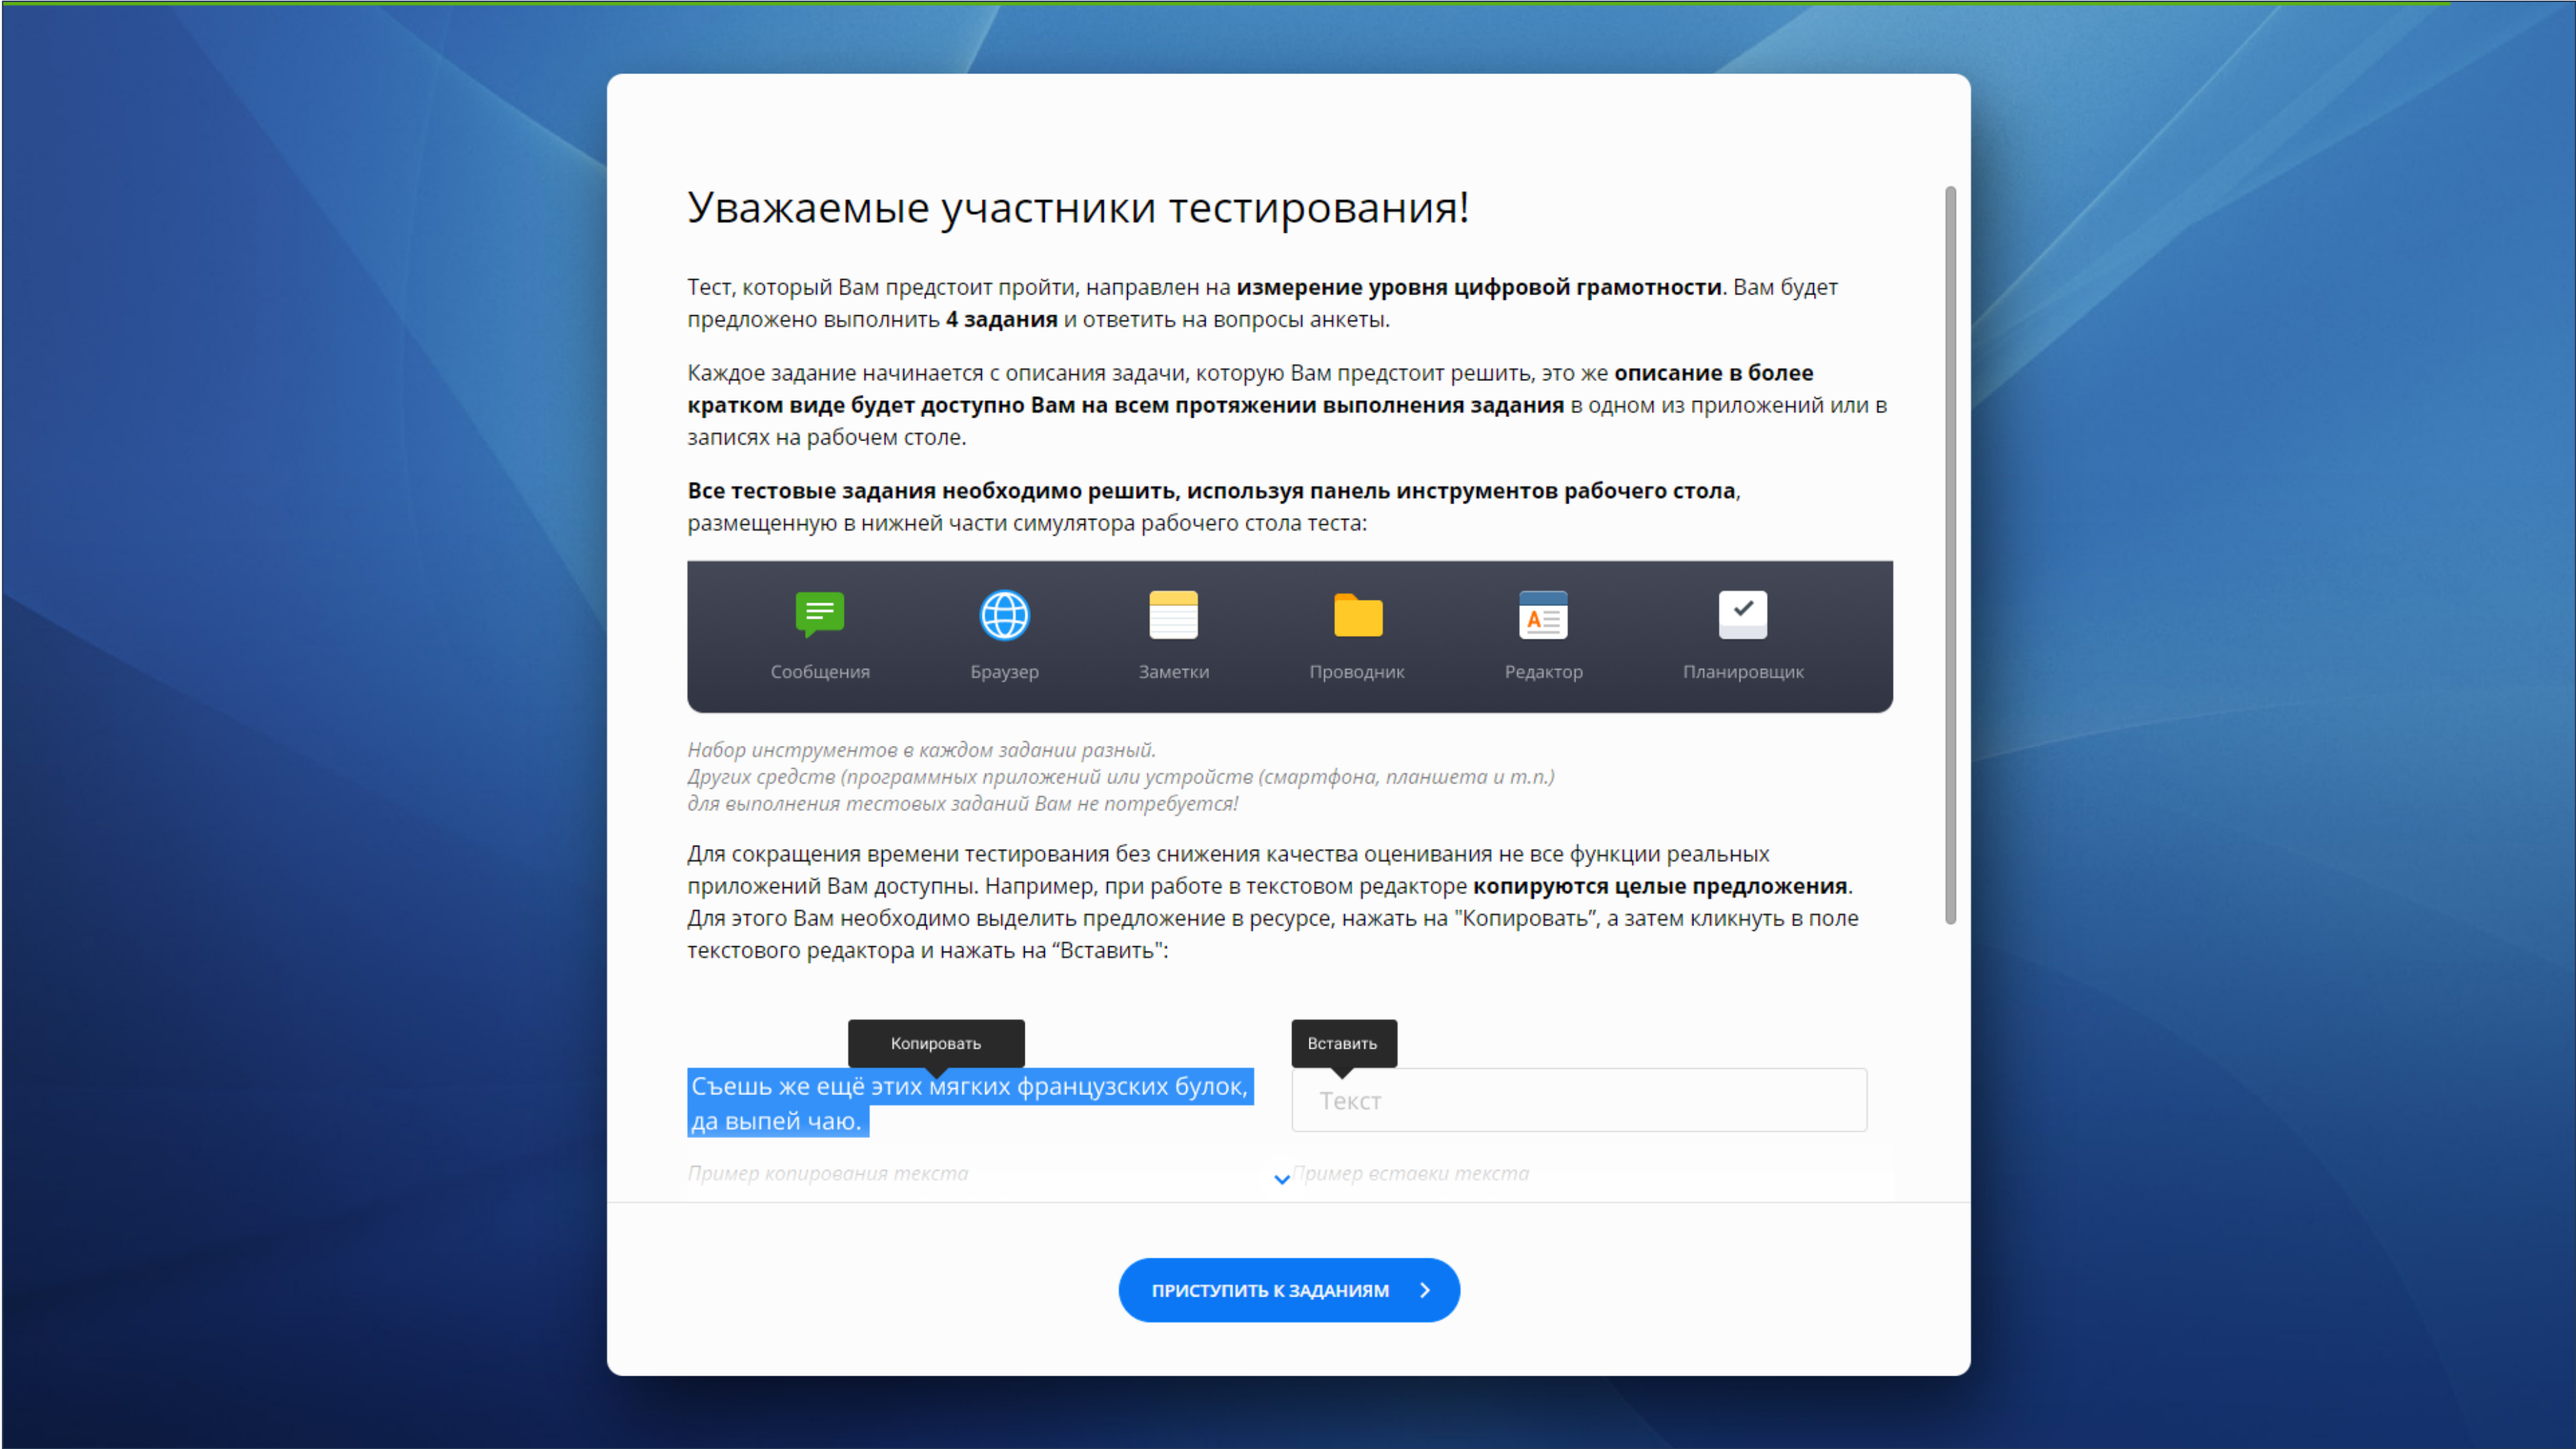 Уважаемые участники тестирования!
Тест, который Вам предстоит пройти, направлен на измерение уровня цифровой грамотности. Вам будет
предложено выполнить 4 задания и ответить на вопросы анкеты.
Каждое задание начинается с описания задачи, которую Вам предстоит решить, это же описание в более
кратком виде будет доступно Вам на всем протяжении выполнения задания в одном из приложений или в
записях на рабочем столе.
Все тестовые задания необходимо решить, используя панель инструментов рабочего стола,
размещенную в нижней части симулятора рабочего стола теста:
Сообщения Браузер Заметки Проводник Редактор Планировщик
Набор инструментов в каждом задании разный.
Других средств (программных приложений или устройств (смартфона, планшета и т.п.)
для выполнения тестовых заданий Вам не потребуется!
Для сокращения времени тестирования без снижения качества оценивания не все функции реальных
приложений Вам доступны. Например, при работе в текстовом редакторе копируются целые предложения.
Для этого Вам необходимо выделить предложение в ресурсе, нажать на "Копировать”, а затем кликнуть в поле
текстового редактора и нажать на “Вставить":
Копировать
Съешь же ещё этих мягких французских булок,
да выпей чаю.
Пример копирования текста
Вставить
Текст
Пример вставки текста
ПРИСТУПИТЬ К ЗАДАНИЯМ